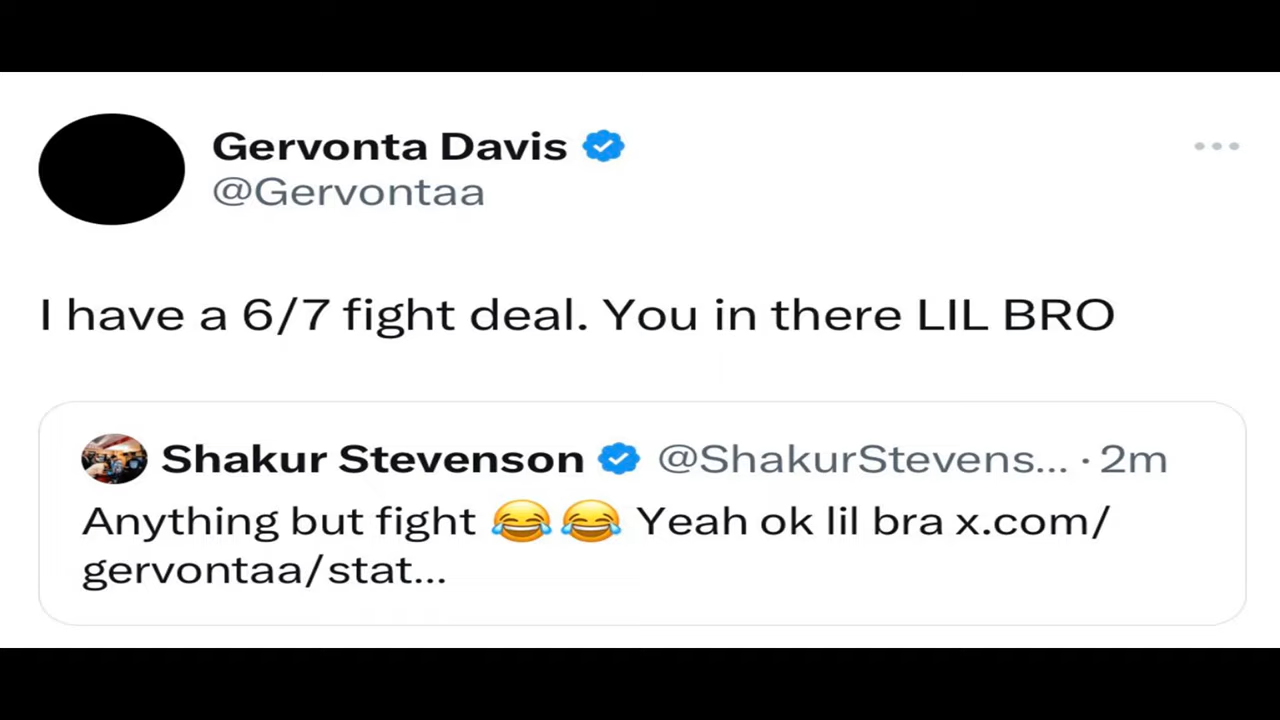 Gervonta Davis
@Gervontaa
I have a 6/7 fight deal. You in there LIL BRO
Shakur Stevenson @ShakurStevens... · 2m
Anything but fight 😂😂 Yeah ok lil bra x.com/
gervontaa/stat...